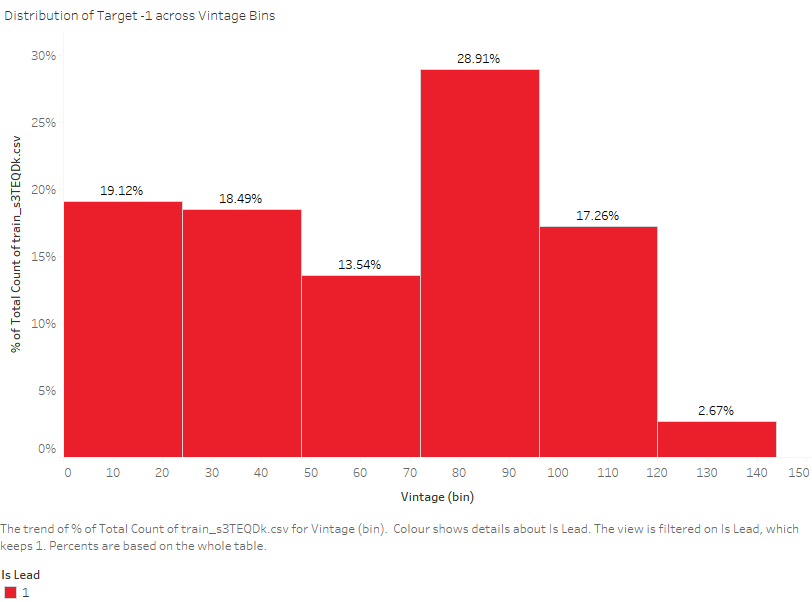 Distribution of Target -1 across Vintage Bins
30%
25%
20%
15%
10%
5%
0%
% of Total Count of train_s3TEQDk.csv
19.12%
18.49%
13.54%
28.91%
17.26%
2.67%
0 10 20 30 40 50 60 70 80 90 100 110 120 130 140 150
Vintage (bin)
The trend of % of Total Count of train_s3TEQDk.csv for Vintage (bin). Colour shows details about Is Lead. The view is filtered on Is Lead, which
keeps 1. Percents are based on the whole table.
Is Lead
1